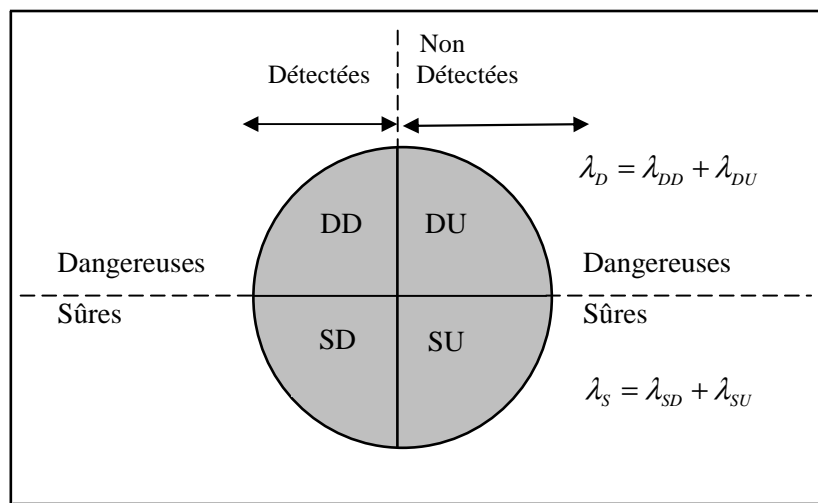 Non
Détectées Détectées
λ_D = λ_DD + λ_DU
DD DU
Dangereuses Dangereuses
Sûres Sûres
SD SU
λ_S = λ_SD + λ_SU